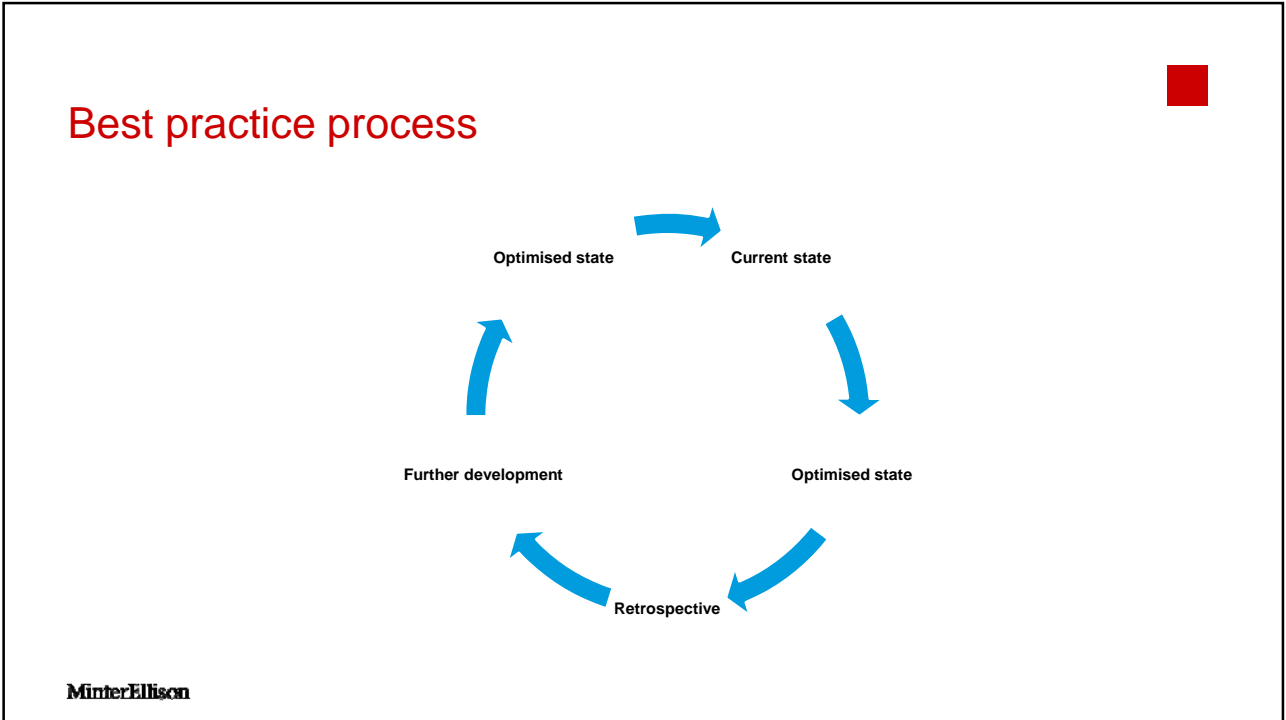 Best practice process
Optimised state
Current state
Further development
Optimised state
Retrospective
MinterEllison